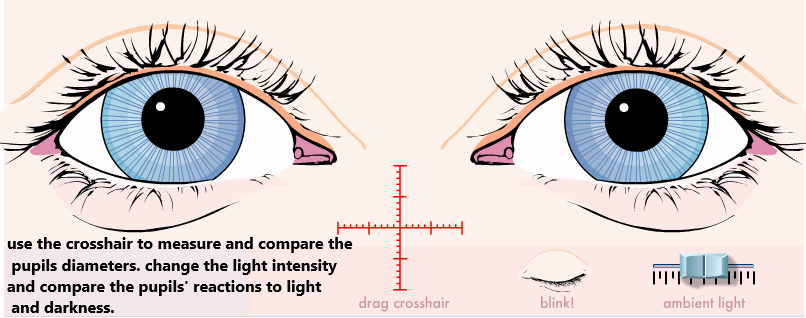 use the crosshair to measure and compare the
pupils diameters. change the light intensity
and compare the pupils' reactions to light
and darkness.
drag crosshair
blink!
ambient light